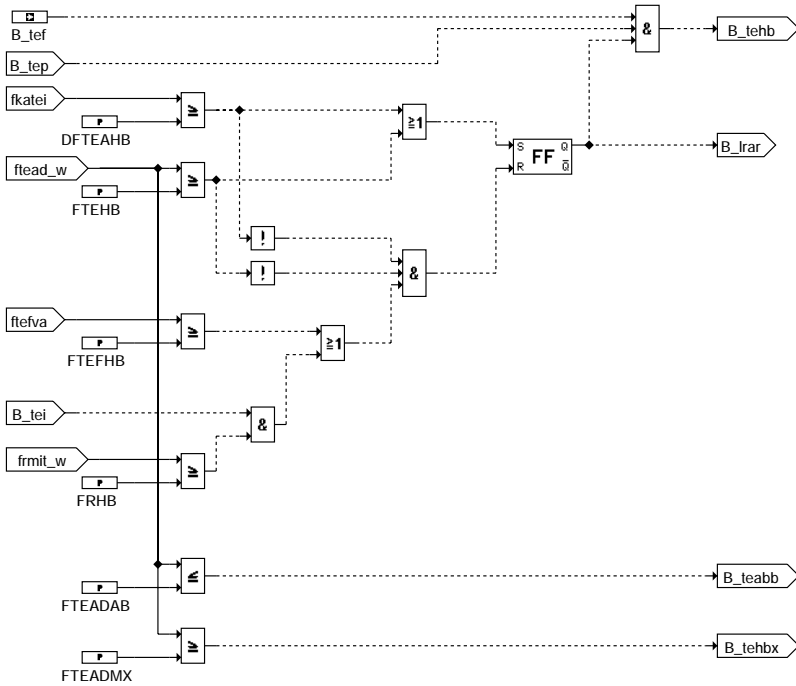 B_tef
&
B_tehb
B_tep
fkatei
P
DFTEAHB
≥
≥1
S Q
FF
R Q̅
B_lrar
ftead_w
P
FTEHB
≥
!
!
&
ftefva
P
FTEFHB
≥
≥1
B_tei
&
frmit_w
P
FRHB
≥
P
FTEADAB
≤
B_teabb
P
FTEADMX
≥
B_tehbx